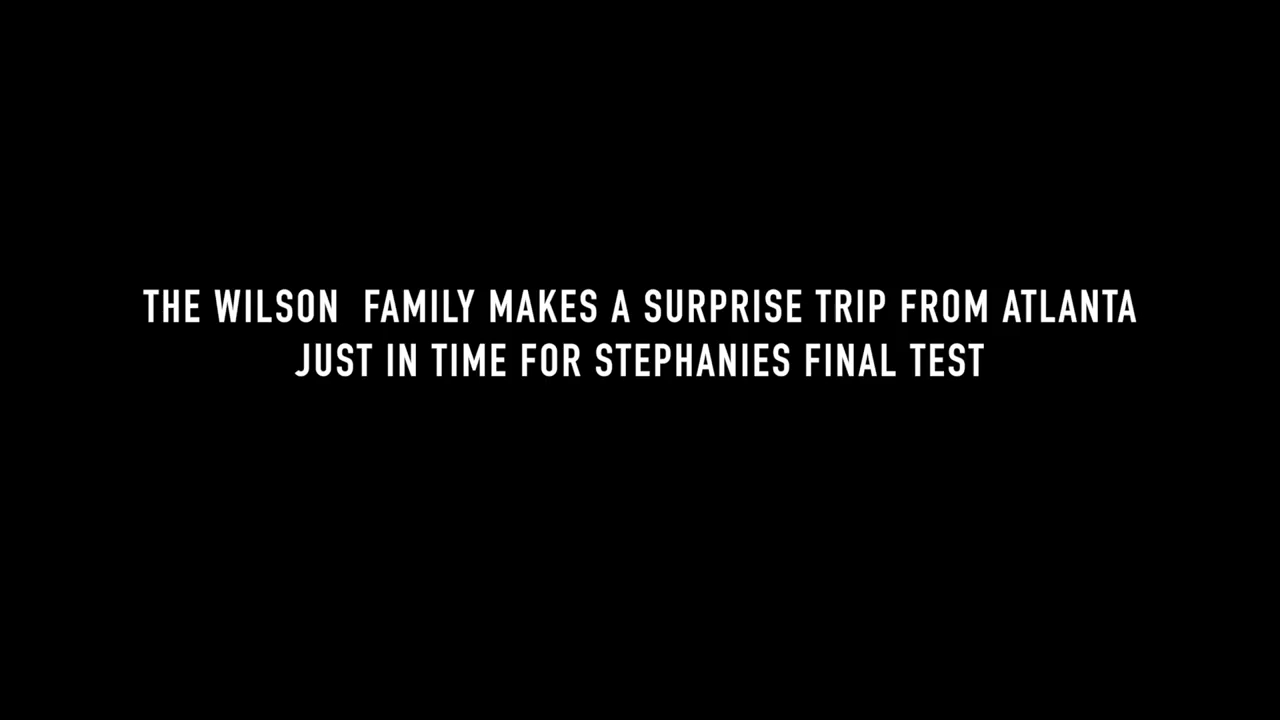 THE WILSON  FAMILY MAKES A SURPRISE TRIP FROM ATLANTA
JUST IN TIME FOR STEPHANIES FINAL TEST